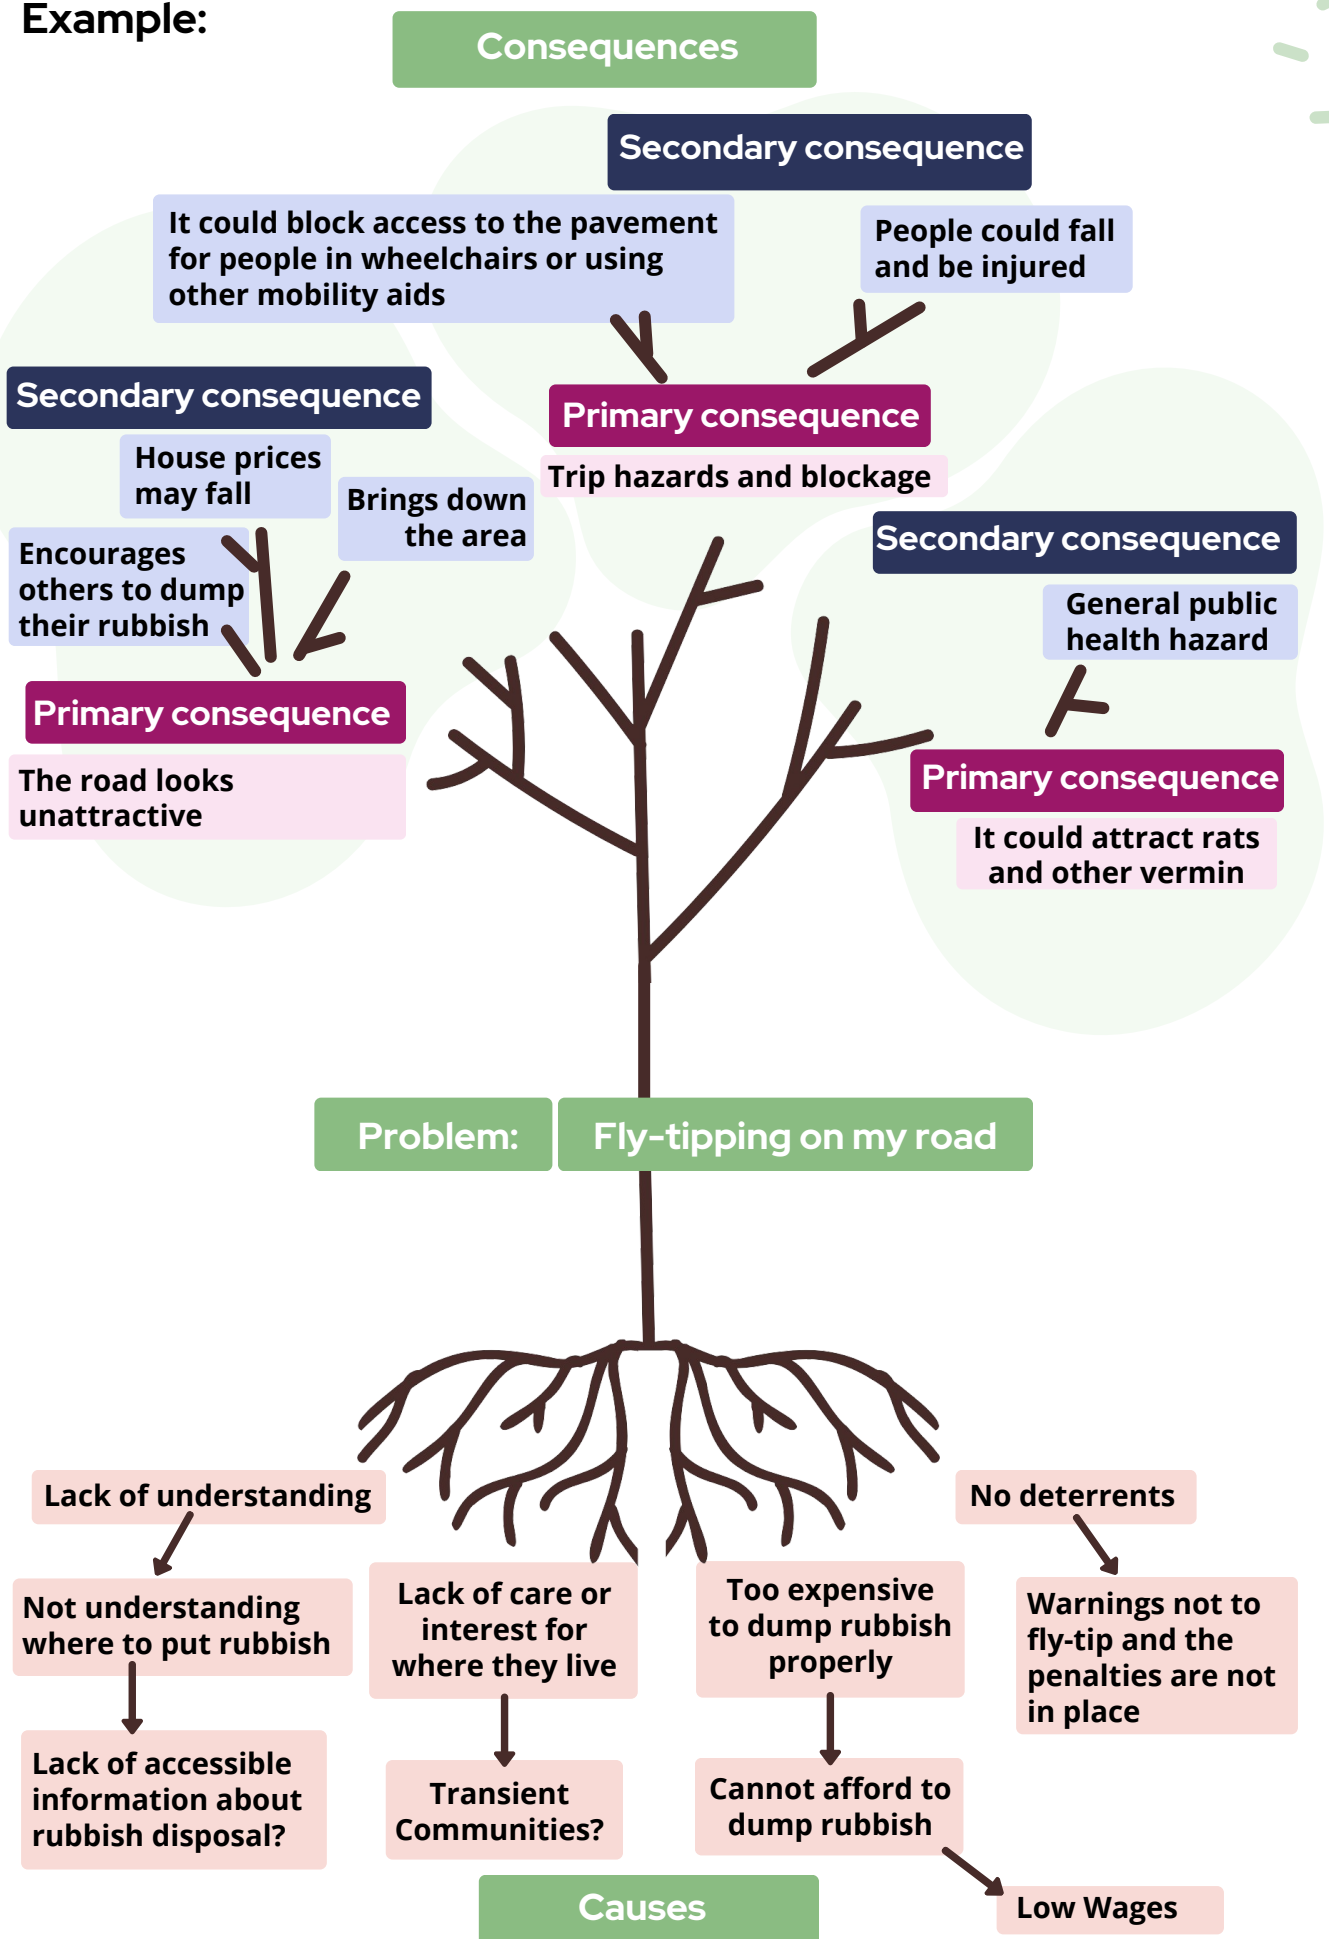 Example:
Consequences
Secondary consequence
It could block access to the pavement
for people in wheelchairs or using
other mobility aids
People could fall
and be injured
Primary consequence
Trip hazards and blockage
Secondary consequence
House prices
may fall
Brings down
the area
Encourages
others to dump
their rubbish
Primary consequence
The road looks
unattractive
Secondary consequence
General public
health hazard
Primary consequence
It could attract rats
and other vermin
Problem:
Fly-tipping on my road
Lack of understanding
Not understanding
where to put rubbish
Lack of accessible
information about
rubbish disposal?
Lack of care or
interest for
where they live
Transient
Communities?
Too expensive
to dump rubbish
properly
Cannot afford to
dump rubbish
Low Wages
No deterrents
Warnings not to
fly-tip and the
penalties are not
in place
Causes